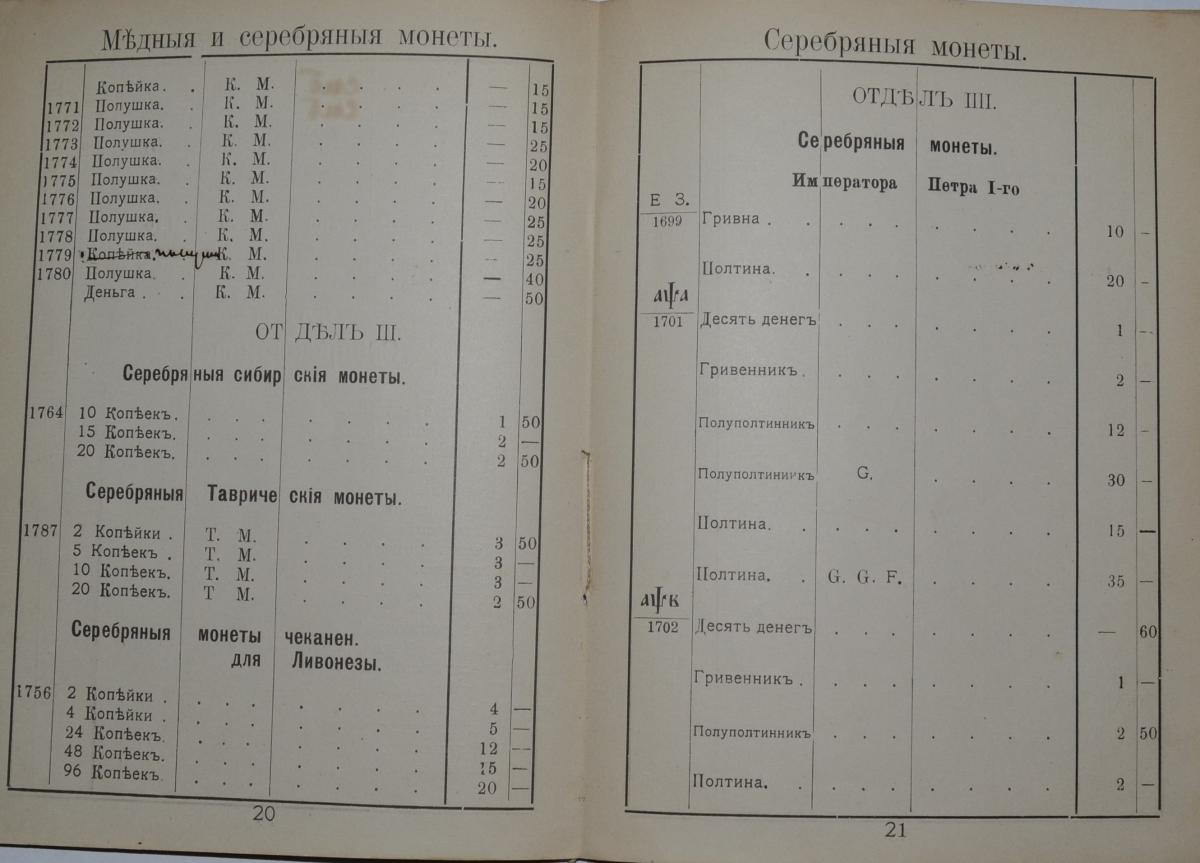 Мѣдныя и серебряныя монеты.
Копѣйка. . К. М. . . . . — 15
1771 Полушка. . К. М. . . . . — 15
1772 Полушка. . К. М. . . . . — 15
1773 Полушка. . К. М. . . . . — 25
1774 Полушка. . К. М. . . . . — 20
1775 Полушка. . К. М. . . . . — 15
1776 Полушка. . К. М. . . . . — 20
1777 Полушка. . К. М. . . . . — 25
1778 Полушка. . К. М. . . . . — 25
1779 Копѣйка. К. М. . . . . — 25
1780 Полушка. . К. М. . . . . — 40
Деньга . . К. М. . . . . — 50
ОТДѢЛЪ III.
Серебряныя сибирскія монеты.
1764 10 Копѣекъ. . . . . . . . 1 50
15 Копѣекъ. . . . . . . . 2 —
20 Копѣекъ. . . . . . . . 2 50
Серебряныя Таврическія монеты.
1787 2 Копѣйки . Т. М. . . . . 3 50
5 Копѣекъ . Т. М. . . . . 3 —
10 Копѣекъ. Т. М. . . . . 3 —
20 Копѣекъ. Т М. . . . . 2 50
Серебряныя монеты чеканен.
для Ливонезы.
1756 2 Копѣйки . . . . . . . . 4 —
4 Копѣйки . . . . . . . . 5 —
24 Копѣекъ. . . . . . . . 12 —
48 Копѣекъ. . . . . . . . 15 —
96 Копѣекъ. . . . . . . . 20 —
20
Серебряныя монеты.
ОТДѢЛЪ IIII.
Серебряныя монеты.
Императора Петра I-го
Е З.
1699 Гривна . . . . . . . . 10 —
Полтина. . . . . . 20 —
҂АѰА
1701 Десять денегъ . . . . . . . 1 —
Гривенникъ. . . . . . . . 2 —
Полуполтинникъ . . . . . . . 12 —
Полуполтинникъ G. . . . . 30 —
Полтина. . . . . . . . . 15 —
Полтина. . G. G. F. . . . . 35 —
҂АѰВ
1702 Десять денегъ . . . . . . . — 60
Гривенникъ . . . . . . . . 1 —
Полуполтинникъ . . . . . . . 2 50
Полтина. . . . . . . . . 2 —
21